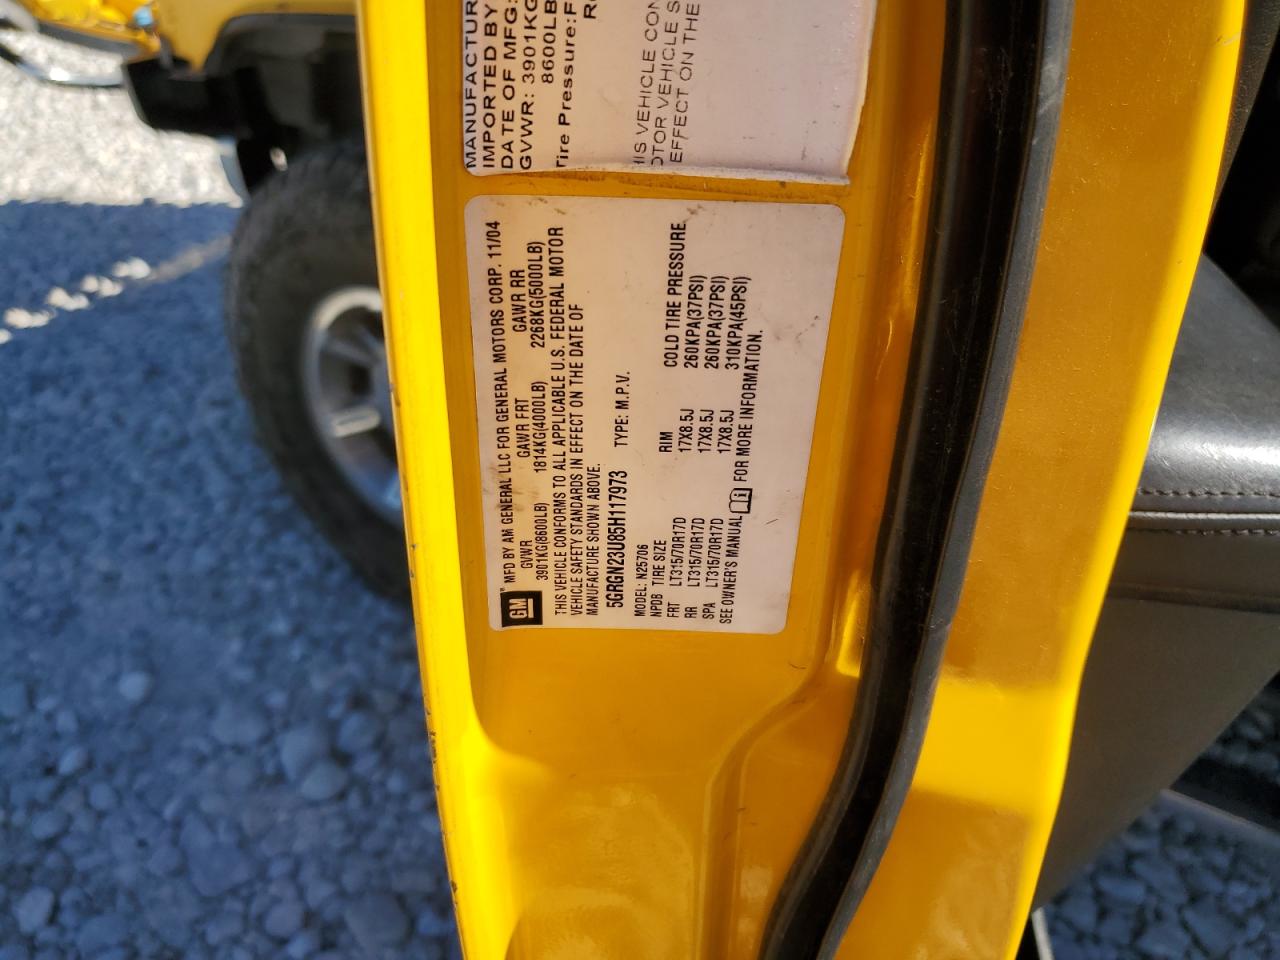 MANUFACTUR
IMPORTED BY
DATE OF MFG:
GVWR: 3901KG
8600LB
Tire Pressure: F
R
HIS VEHICLE CON
OTOR VEHICLE S
EFFECT ON THE
GM
MFD BY AM GENERAL LLC FOR GENERAL MOTORS CORP. 11/04
GVWR GAWR FRT GAWR RR
3901KG(8600LB) 1814KG(4000LB) 2268KG(5000LB)
THIS VEHICLE CONFORMS TO ALL APPLICABLE U.S. FEDERAL MOTOR
VEHICLE SAFETY STANDARDS IN EFFECT ON THE DATE OF
MANUFACTURE SHOWN ABOVE.
5GRGN23U85H117973 TYPE: M.P.V.
MODEL: N25706
NPDB TIRE SIZE RIM COLD TIRE PRESSURE
FRT LT315/70R17D 17X8.5J 260KPA(37PSI)
RR LT315/70R17D 17X8.5J 260KPA(37PSI)
SPA LT315/70R17D 17X8.5J 310KPA(45PSI)
SEE OWNER'S MANUAL FOR MORE INFORMATION.